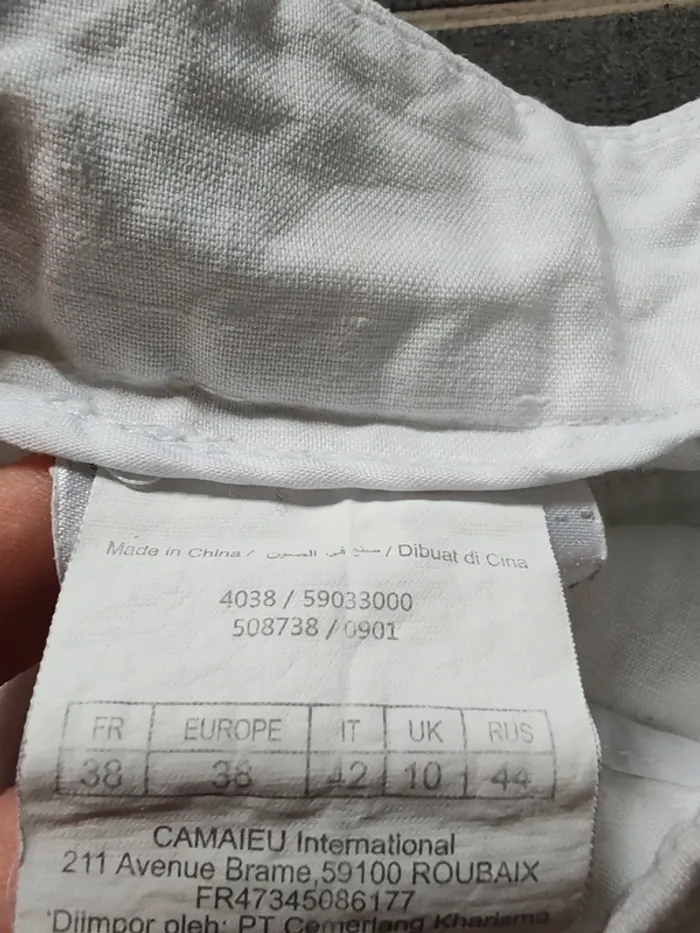 Made in China / صنع في الصين / Dibuat di Cina
4038 / 59033000
508738 / 0901
FR EUROPE IT UK RUS
38 38 42 10 44
CAMAIEU International
211 Avenue Brame,59100 ROUBAIX
FR47345086177
'Diimpor oleh: PT Cemerlang Kharisma